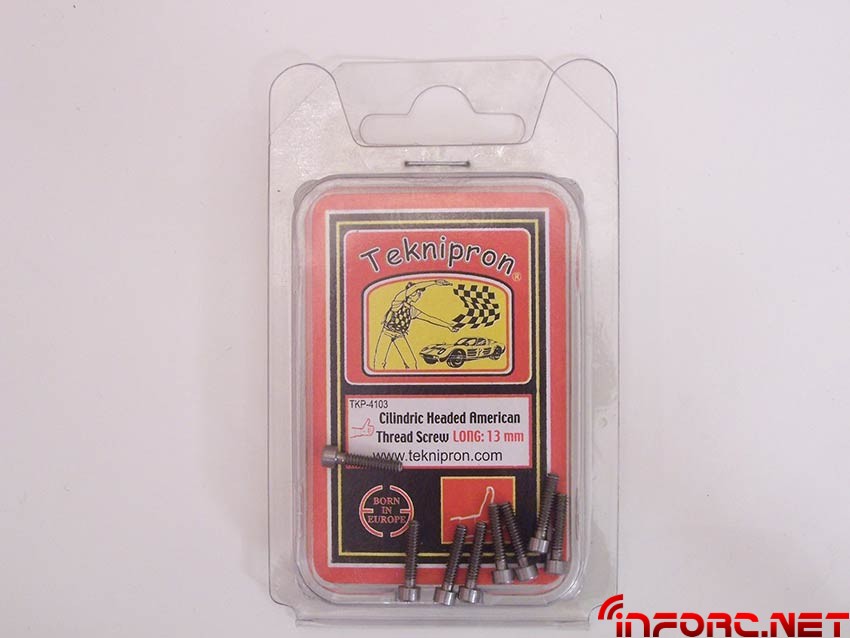 Teknipron®
TKP-4103
Cilindric Headed American
Thread Screw LONG: 13 mm
www.teknipron.com
BORN
IN
EUROPE
INFORC.NET